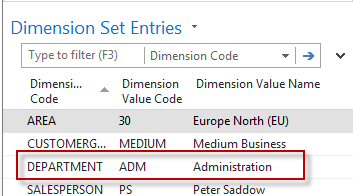 Dimension Set Entries
Type to filter (F3) Dimension Code
Dimensi... Code Dimension Value Code Dimension Value Name
AREA 30 Europe North (EU)
CUSTOMERG... MEDIUM Medium Business
DEPARTMENT ADM Administration
SALESPERSON PS Peter Saddow